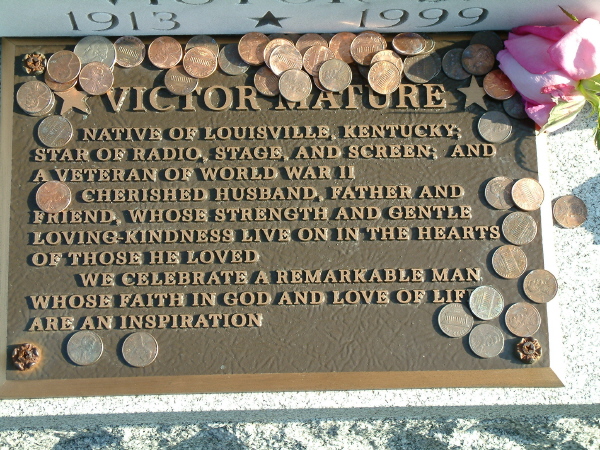 1913 ★ 1999
★ VICTOR MATURE ★
NATIVE OF LOUISVILLE, KENTUCKY;
STAR OF RADIO, STAGE, AND SCREEN; AND
A VETERAN OF WORLD WAR II
CHERISHED HUSBAND, FATHER AND
FRIEND, WHOSE STRENGTH AND GENTLE
LOVING-KINDNESS LIVE ON IN THE HEARTS
OF THOSE HE LOVED
WE CELEBRATE A REMARKABLE MAN
WHOSE FAITH IN GOD AND LOVE OF LIFE
ARE AN INSPIRATION